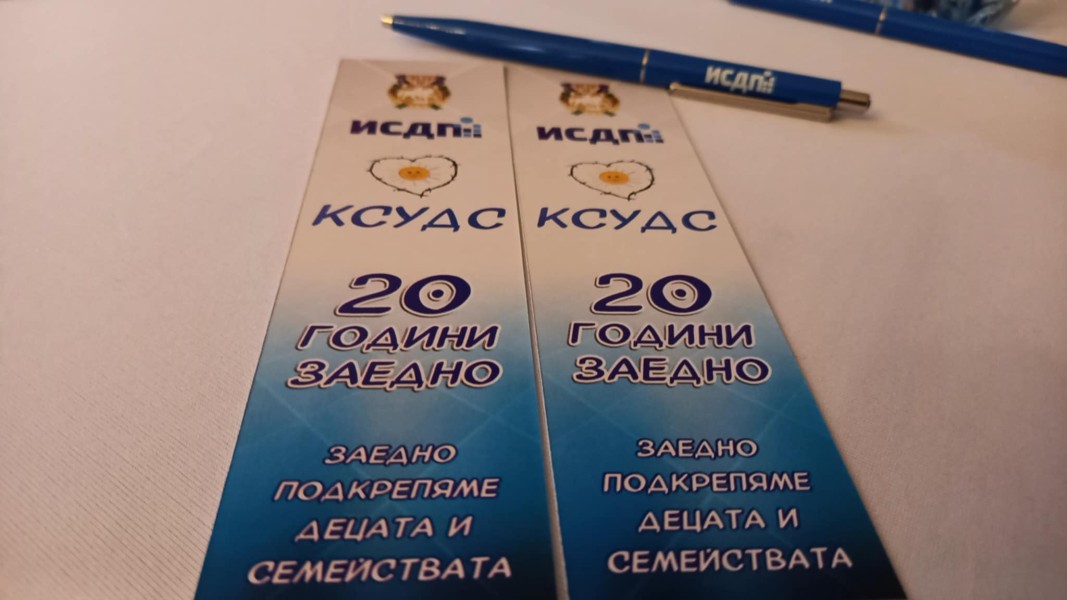 ИСДП
ИСДП
КСУДС
20
ГОДИНИ
ЗАЕДНО
ЗАЕДНО
ПОДКРЕПЯМЕ
ДЕЦАТА И
СЕМЕЙСТВАТА
ИСДП
КСУДС
20
ГОДИНИ
ЗАЕДНО
ЗАЕДНО
ПОДКРЕПЯМЕ
ДЕЦАТА И
СЕМЕЙСТВАТА